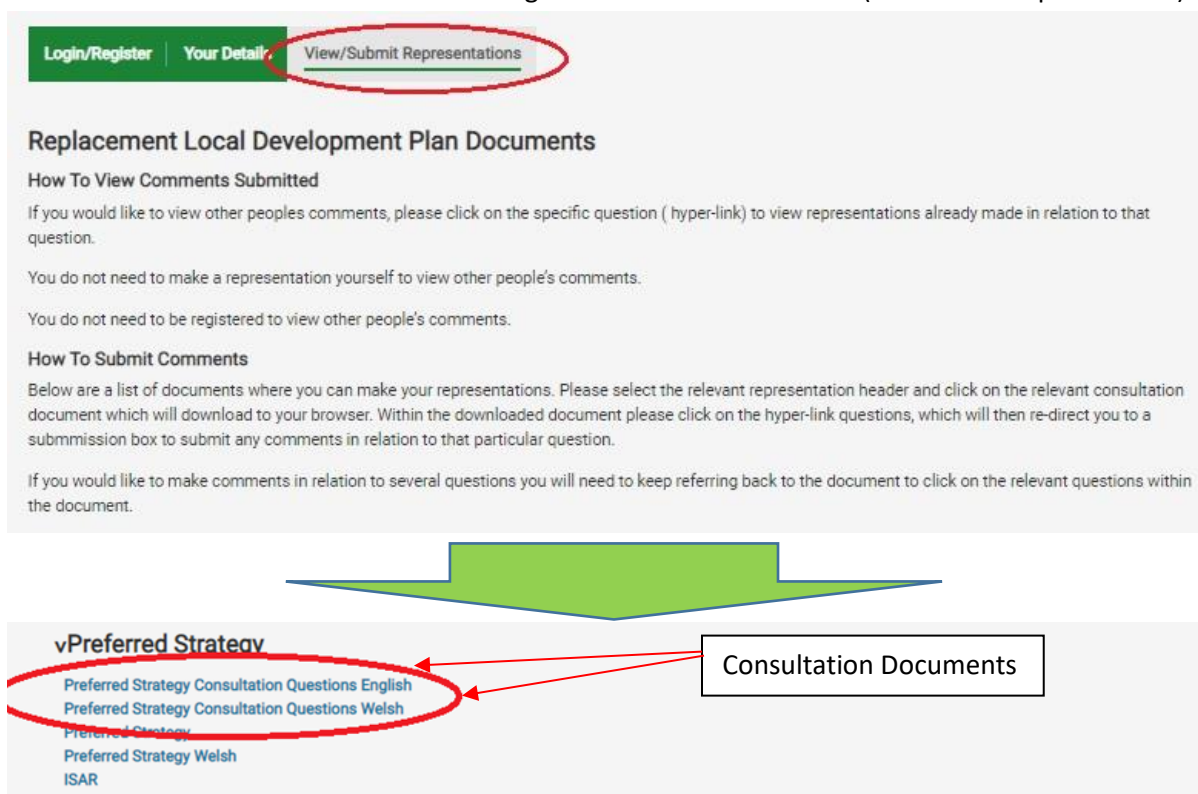 Login/Register Your Details View/Submit Representations
Replacement Local Development Plan Documents
How To View Comments Submitted
If you would like to view other peoples comments, please click on the specific question ( hyper-link) to view representations already made in relation to that
question.
You do not need to make a representation yourself to view other people's comments.
You do not need to be registered to view other people's comments.
How To Submit Comments
Below are a list of documents where you can make your representations. Please select the relevant representation header and click on the relevant consultation
document which will download to your browser. Within the downloaded document please click on the hyper-link questions, which will then re-direct you to a
submmission box to submit any comments in relation to that particular question.
If you would like to make comments in relation to several questions you will need to keep referring back to the document to click on the relevant questions within
the document.
vPreferred Strategy
Consultation Documents
Preferred Strategy Consultation Questions English
Preferred Strategy Consultation Questions Welsh
Preferred Strategy
Preferred Strategy Welsh
ISAR